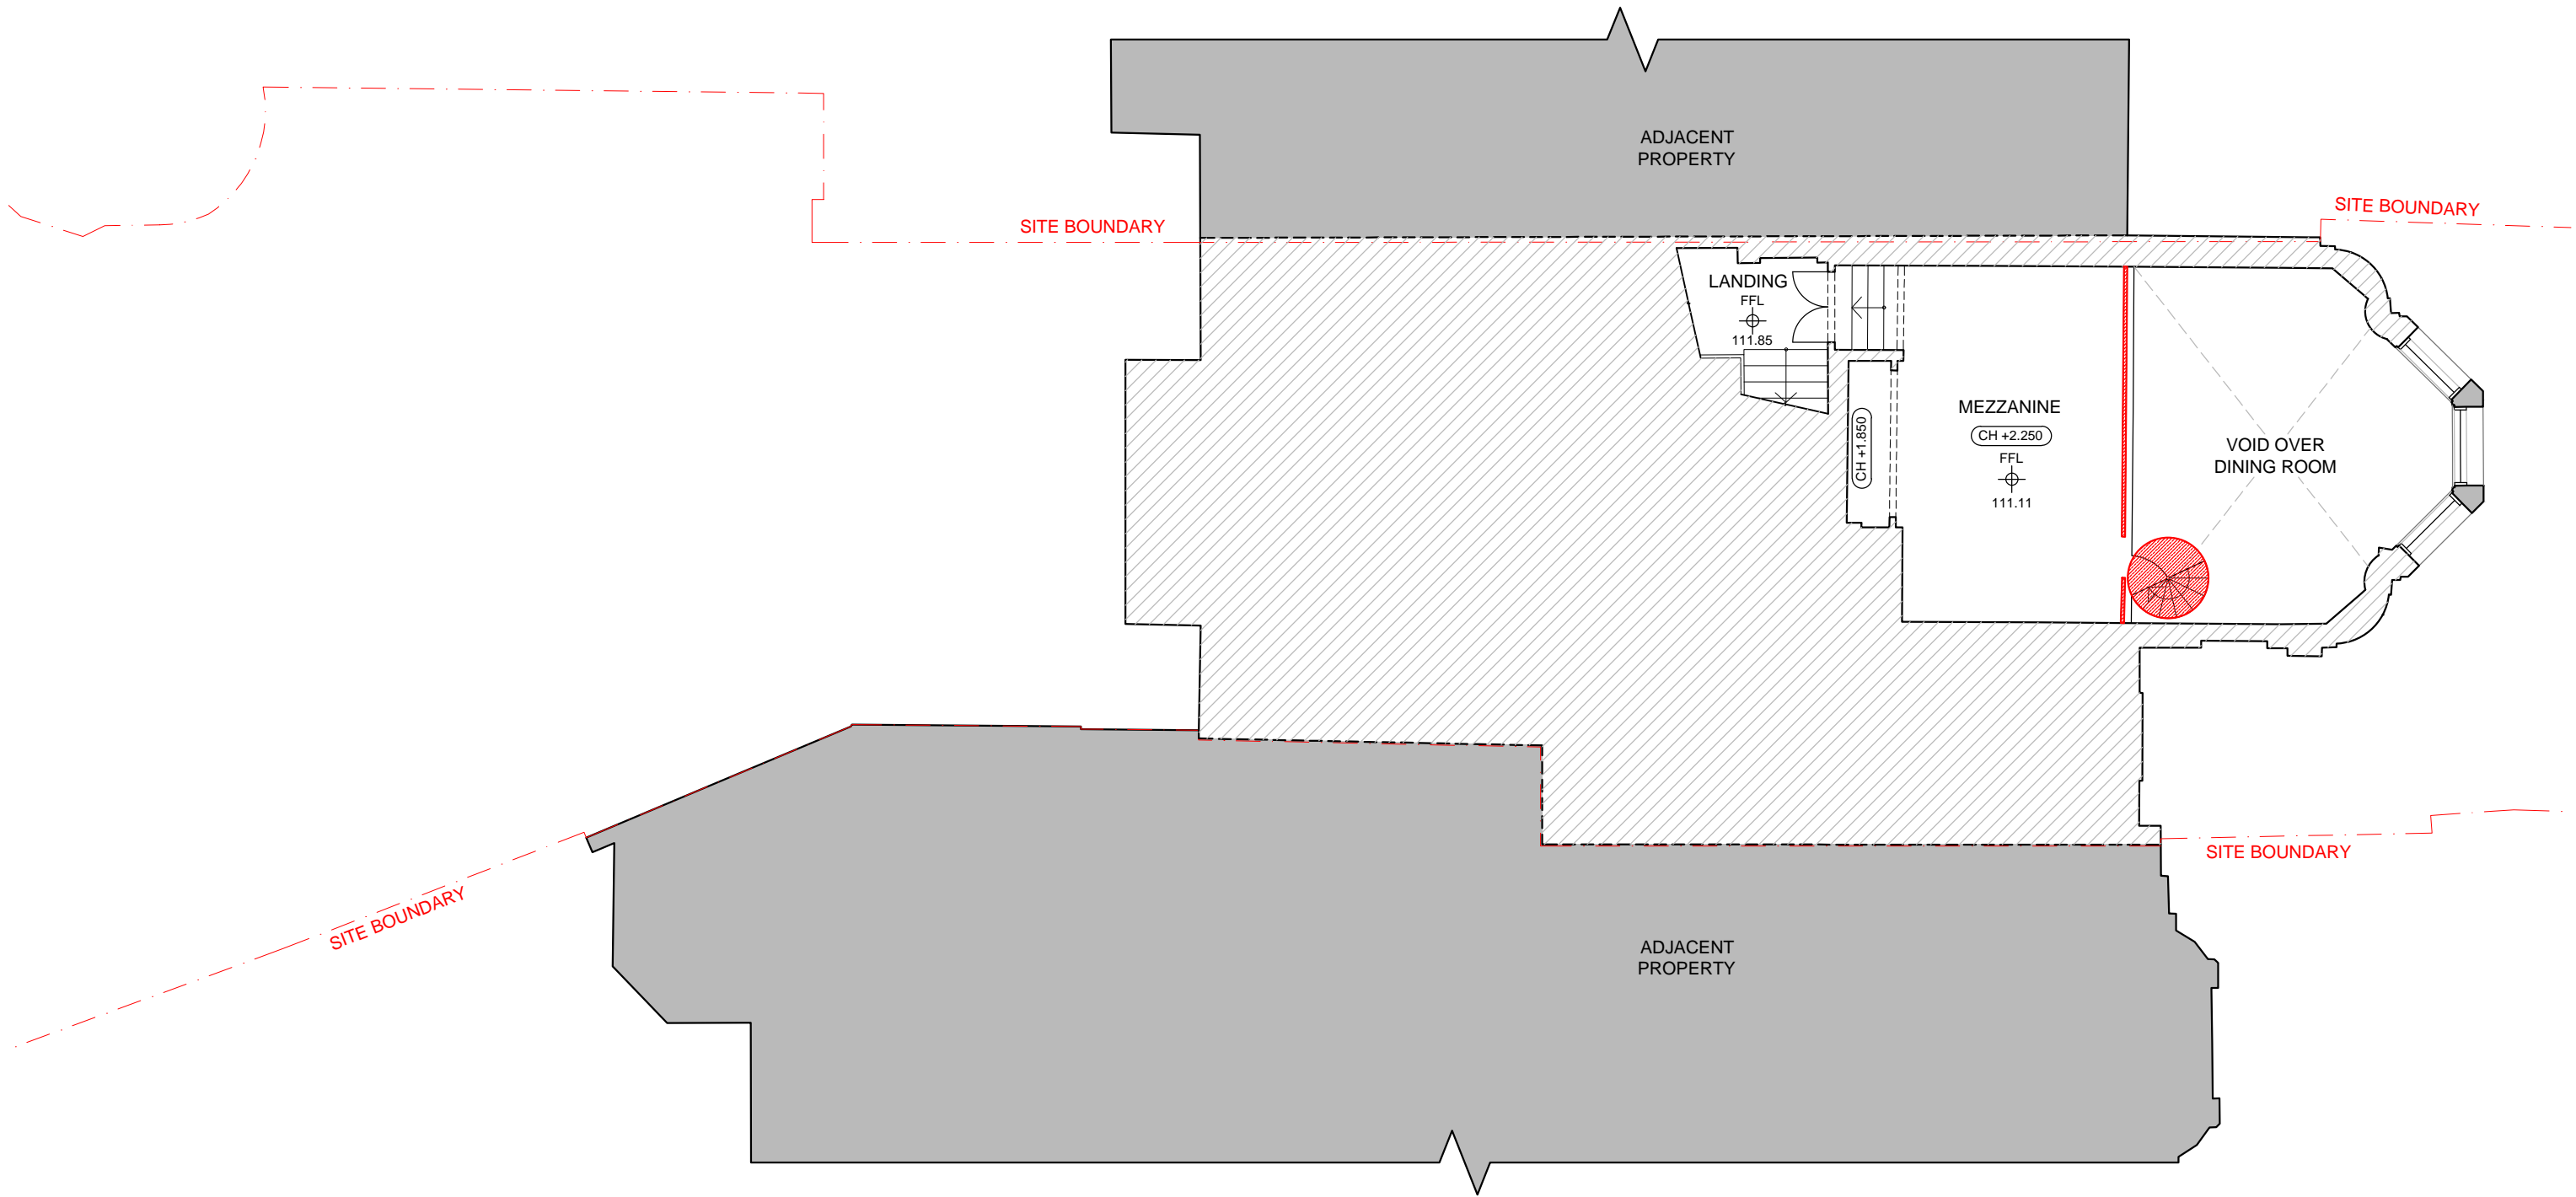 ADJACENT
PROPERTY
SITE BOUNDARY
SITE BOUNDARY
LANDING
FFL
111.85
MEZZANINE
CH +2.250
FFL
111.11
CH +1.850
VOID OVER
DINING ROOM
SITE BOUNDARY
SITE BOUNDARY
ADJACENT
PROPERTY